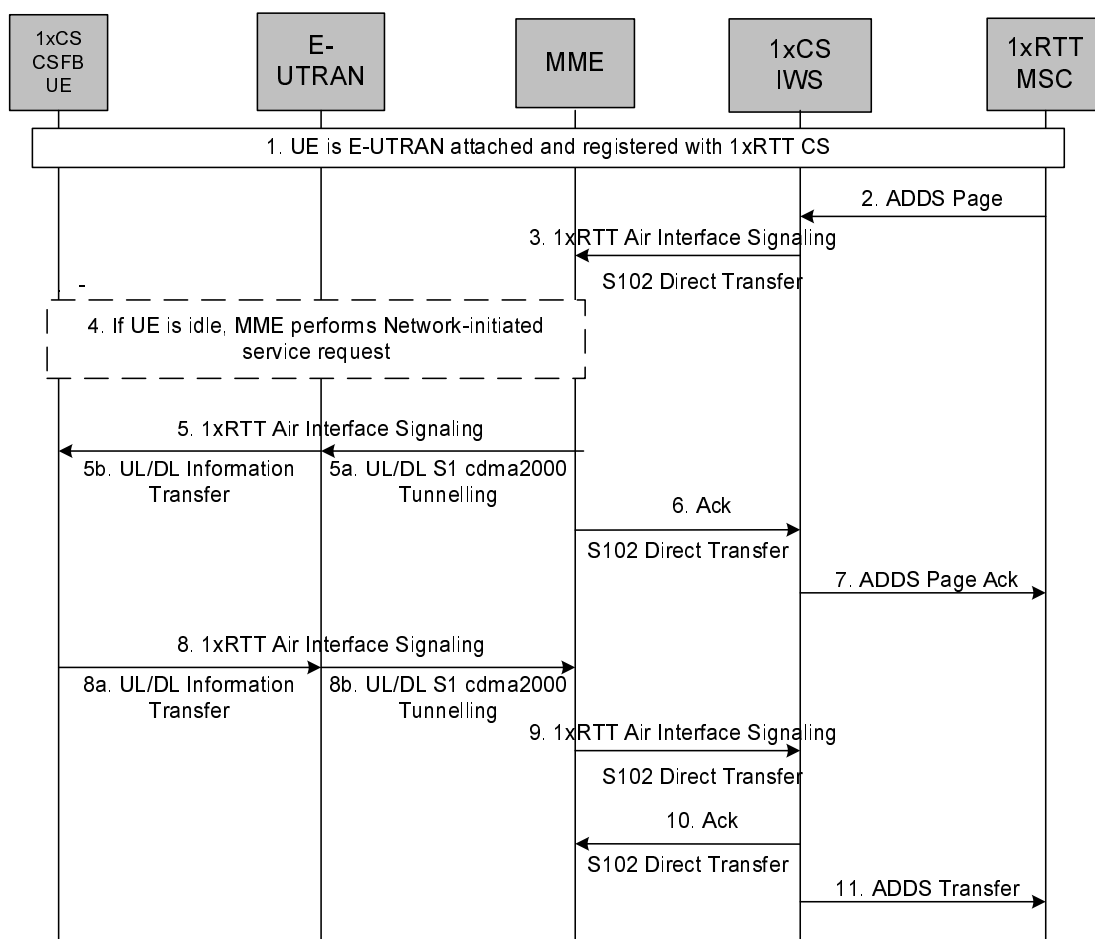 1xCS
CSFB
UE
E-
UTRAN
MME
1xCS
IWS
1xRTT
MSC
1. UE is E-UTRAN attached and registered with 1xRTT CS
2. ADDS Page
3. 1xRTT Air Interface Signaling
S102 Direct Transfer
4. If UE is idle, MME performs Network-initiated
service request
5. 1xRTT Air Interface Signaling
5b. UL/DL Information
Transfer
5a. UL/DL S1 cdma2000
Tunnelling
6. Ack
S102 Direct Transfer
7. ADDS Page Ack
8. 1xRTT Air Interface Signaling
8a. UL/DL Information
Transfer
8b. UL/DL S1 cdma2000
Tunnelling
9. 1xRTT Air Interface Signaling
S102 Direct Transfer
10. Ack
S102 Direct Transfer
11. ADDS Transfer